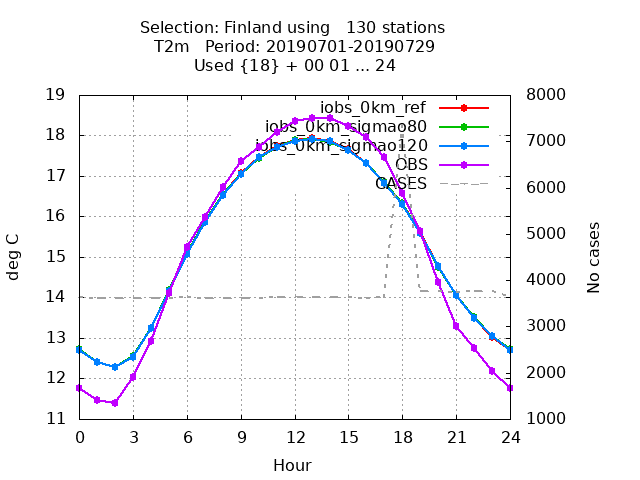 Selection: Finland using   130 stations
T2m   Period: 20190701-20190729
Used {18} + 00 01 ... 24
19
18
17
16
15
14
13
12
11
8000
7000
6000
5000
4000
3000
2000
1000
iobs_0km_ref
iobs_0km_sigmao80
iobs_0km_sigmao120
OBS
CASES
deg C
No cases
0 3 6 9 12 15 18 21 24
Hour